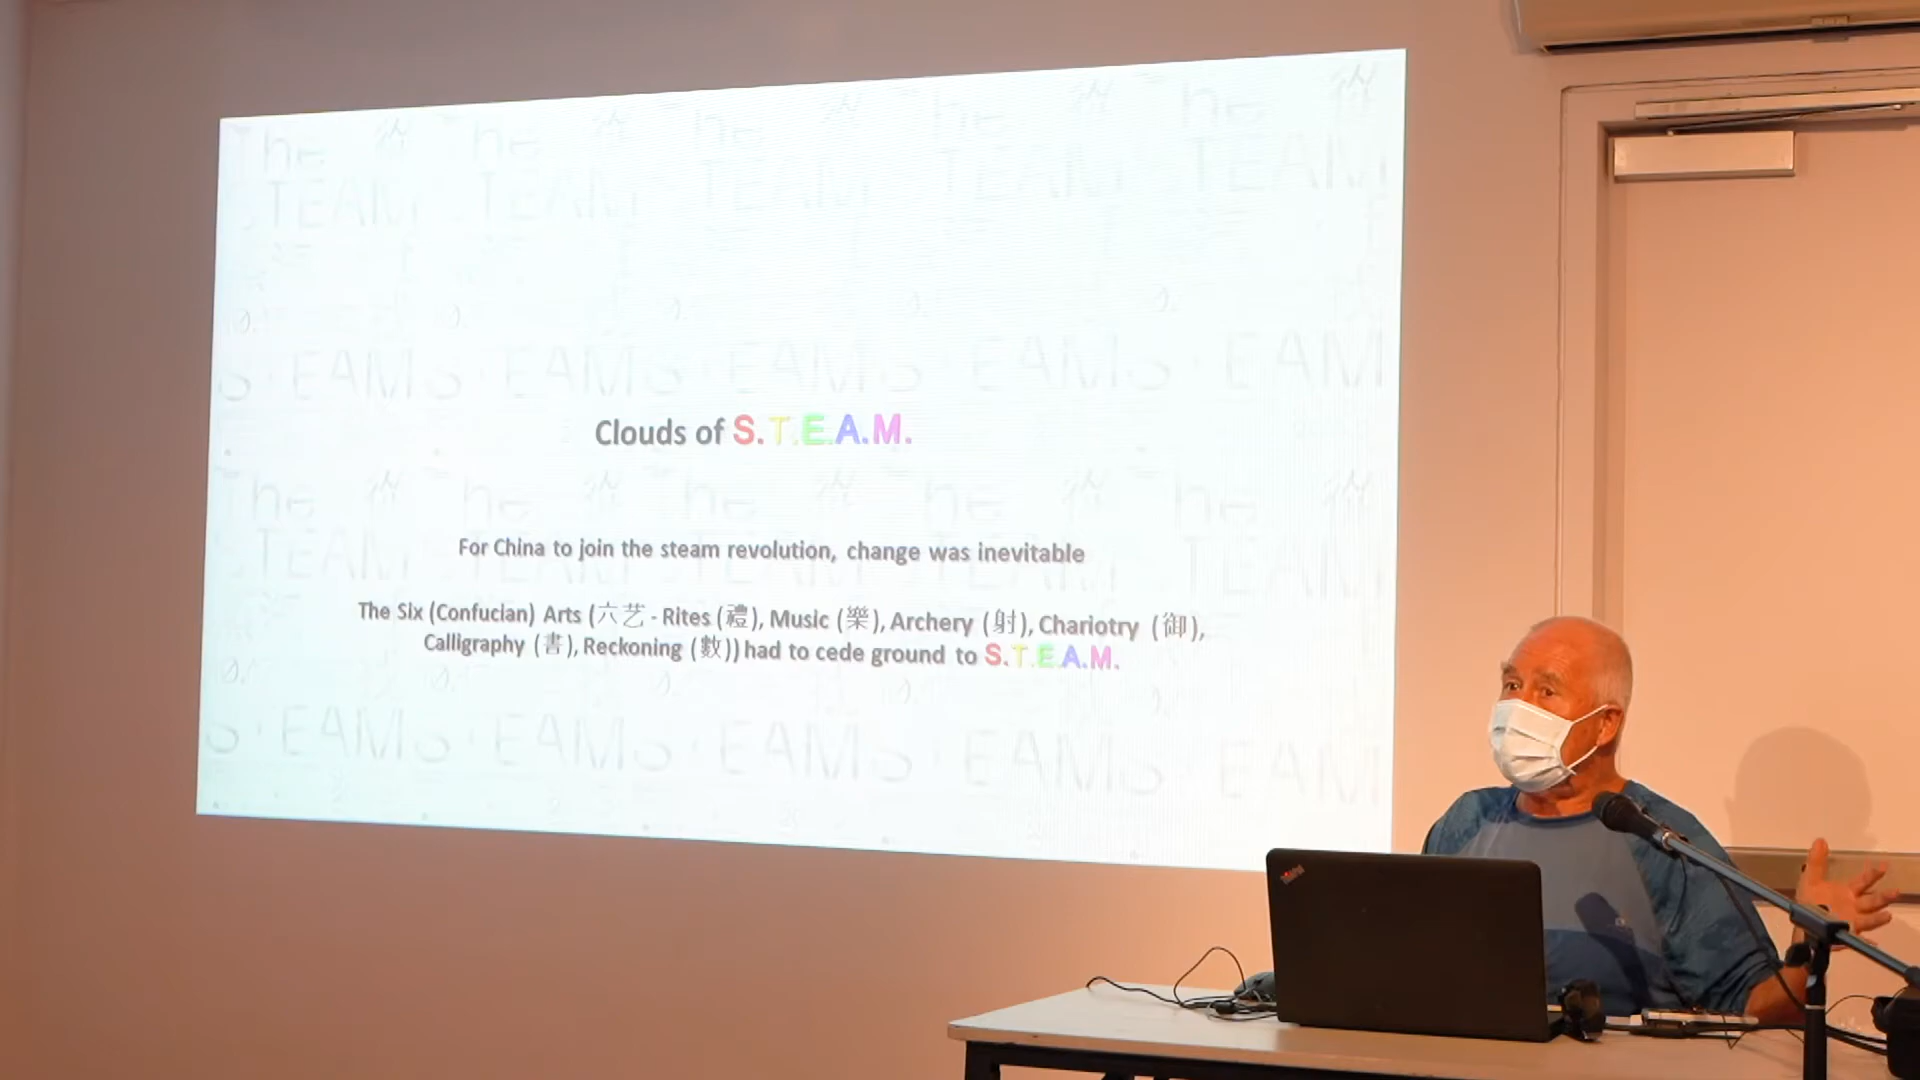 Clouds of S.T.E.A.M.
For China to join the steam revolution, change was inevitable
The Six (Confucian) Arts (六艺 - Rites (禮), Music (樂), Archery (射), Chariotry (御),
Calligraphy (書), Reckoning (數)) had to cede ground to S.T.E.A.M.